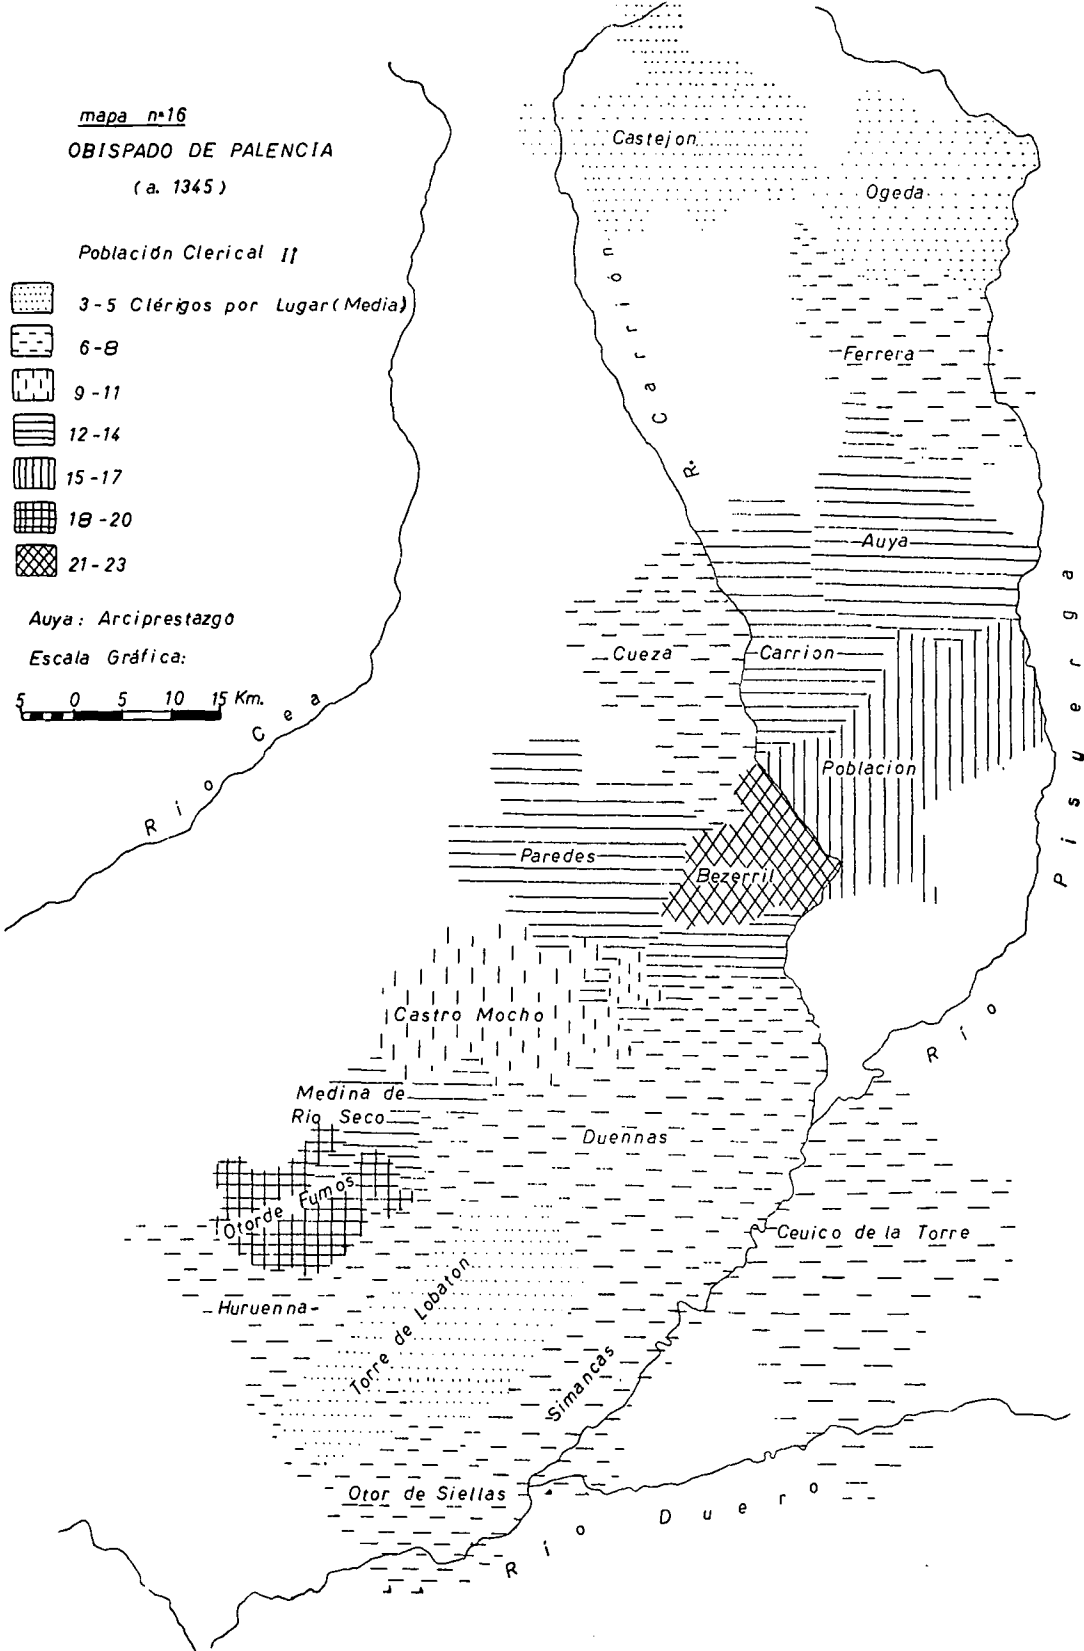 mapa nº16
OBISPADO DE PALENCIA
(a. 1345)
Población Clerical II
3-5 Clérigos por Lugar (Media)
6-8
9-11
12-14
15-17
18-20
21-23
Auya: Arciprestazgo
Escala Gráfica:
5 0 5 10 15 Km.
Castejon
Ogeda
R. Carrión
Ferrera
Auya
Cueza
Carrion
Río Cea
Poblacion
Río Pisuerga
Paredes
Bezerril
Castro Mocho
Medina de
Rio Seco
Duennas
Otorde Fumos
Ceuico de la Torre
Huruenna
Torre de Lobaton
Simancas
Otor de Siellas
Río Duero